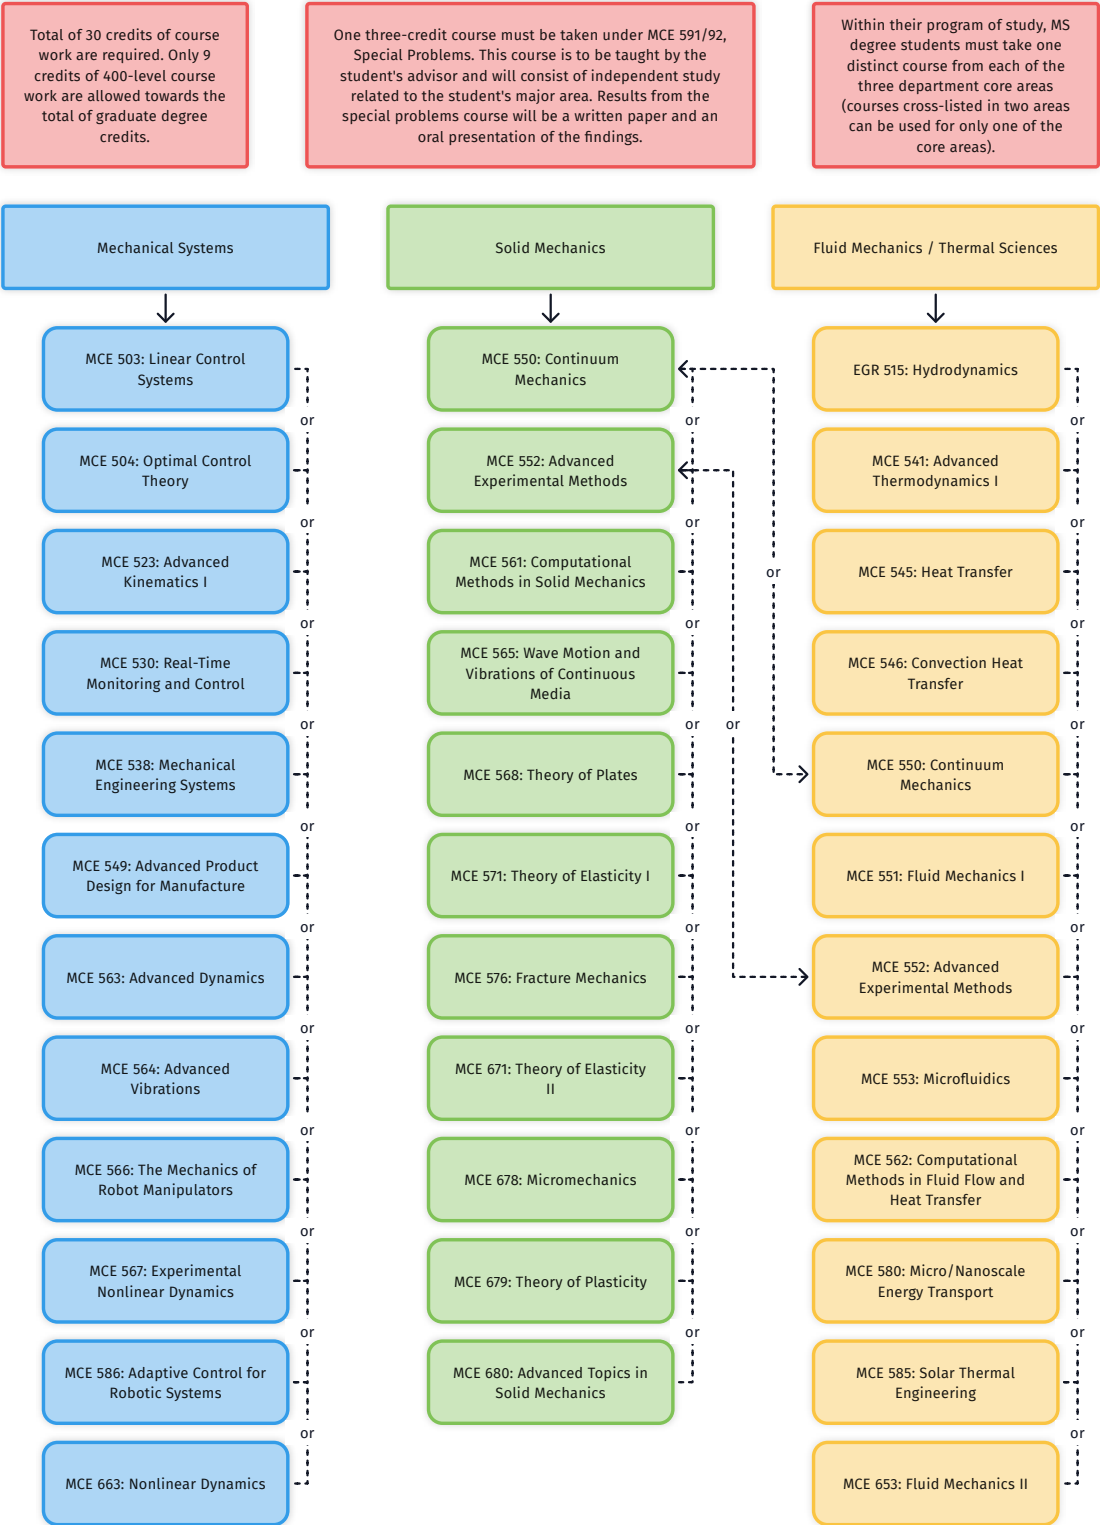 Total of 30 credits of course
work are required. Only 9
credits of 400-level course
work are allowed towards the
total of graduate degree
credits.
One three-credit course must be taken under MCE 591/92,
Special Problems. This course is to be taught by the
student's advisor and will consist of independent study
related to the student's major area. Results from the
special problems course will be a written paper and an
oral presentation of the findings.
Within their program of study, MS
degree students must take one
distinct course from each of the
three department core areas
(courses cross-listed in two areas
can be used for only one of the
core areas).
Mechanical Systems
MCE 503: Linear Control
Systems
or
MCE 504: Optimal Control
Theory
or
MCE 523: Advanced
Kinematics I
or
MCE 530: Real-Time
Monitoring and Control
or
MCE 538: Mechanical
Engineering Systems
or
MCE 549: Advanced Product
Design for Manufacture
or
MCE 563: Advanced Dynamics
or
MCE 564: Advanced
Vibrations
or
MCE 566: The Mechanics of
Robot Manipulators
or
MCE 567: Experimental
Nonlinear Dynamics
or
MCE 586: Adaptive Control for
Robotic Systems
or
MCE 663: Nonlinear Dynamics
Solid Mechanics
MCE 550: Continuum
Mechanics
or
MCE 552: Advanced
Experimental Methods
or
MCE 561: Computational
Methods in Solid Mechanics
or
MCE 565: Wave Motion and
Vibrations of Continuous
Media
or
MCE 568: Theory of Plates
or
MCE 571: Theory of Elasticity I
or
MCE 576: Fracture Mechanics
or
MCE 671: Theory of Elasticity
II
or
MCE 678: Micromechanics
or
MCE 679: Theory of Plasticity
or
MCE 680: Advanced Topics in
Solid Mechanics
or
or
Fluid Mechanics / Thermal Sciences
EGR 515: Hydrodynamics
or
MCE 541: Advanced
Thermodynamics I
or
MCE 545: Heat Transfer
or
MCE 546: Convection Heat
Transfer
or
MCE 550: Continuum
Mechanics
or
MCE 551: Fluid Mechanics I
or
MCE 552: Advanced
Experimental Methods
or
MCE 553: Microfluidics
or
MCE 562: Computational
Methods in Fluid Flow and
Heat Transfer
or
MCE 580: Micro/Nanoscale
Energy Transport
or
MCE 585: Solar Thermal
Engineering
or
MCE 653: Fluid Mechanics II